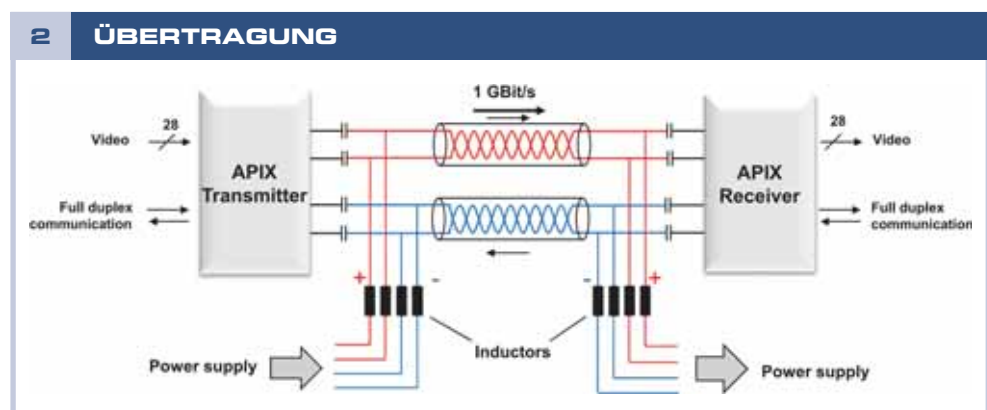 2 ÜBERTRAGUNG
1 GBit/s
28
Video
APIX
Transmitter
Full duplex
communication
28
Video
APIX
Receiver
Full duplex
communication
+
-
-
+
Inductors
Power supply
Power supply